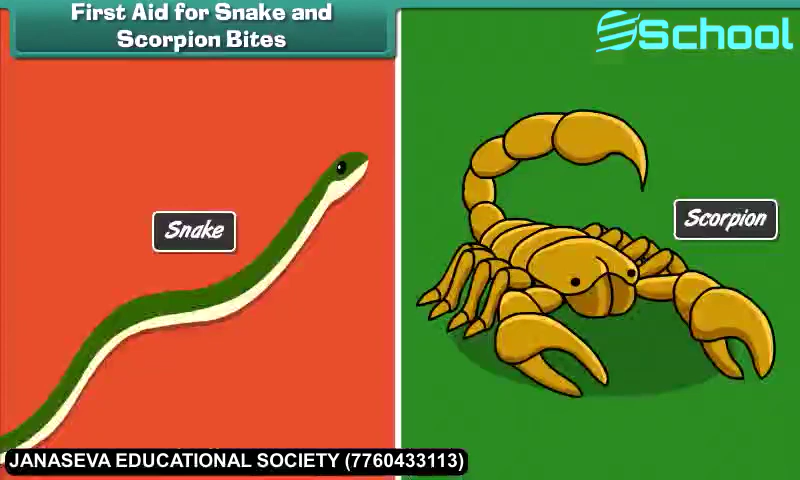 First Aid for Snake and
Scorpion Bites
School
Snake
Scorpion
JANASEVA EDUCATIONAL SOCIETY (7760433113)